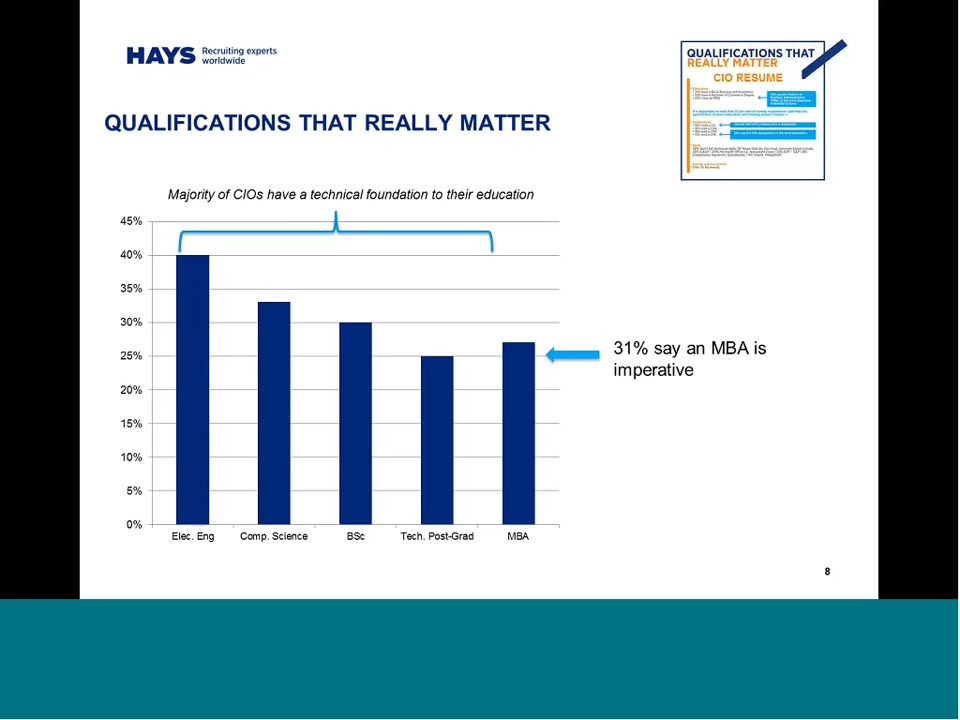 HAYS Recruiting experts
worldwide
QUALIFICATIONS THAT
REALLY MATTER
CIO RESUME
QUALIFICATIONS THAT REALLY MATTER
Majority of CIOs have a technical foundation to their education
45%
40%
35%
30%
25%
20%
15%
10%
5%
0%
Elec. Eng Comp. Science BSc Tech. Post-Grad MBA
31% say an MBA is
imperative
8